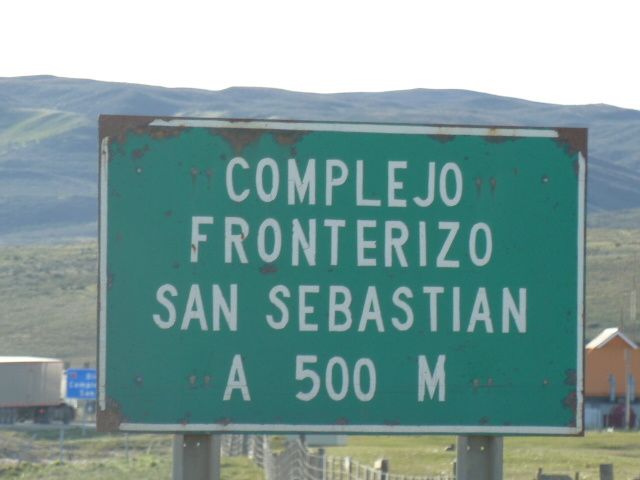 COMPLEJO
FRONTERIZO
SAN SEBASTIAN
A 500 M